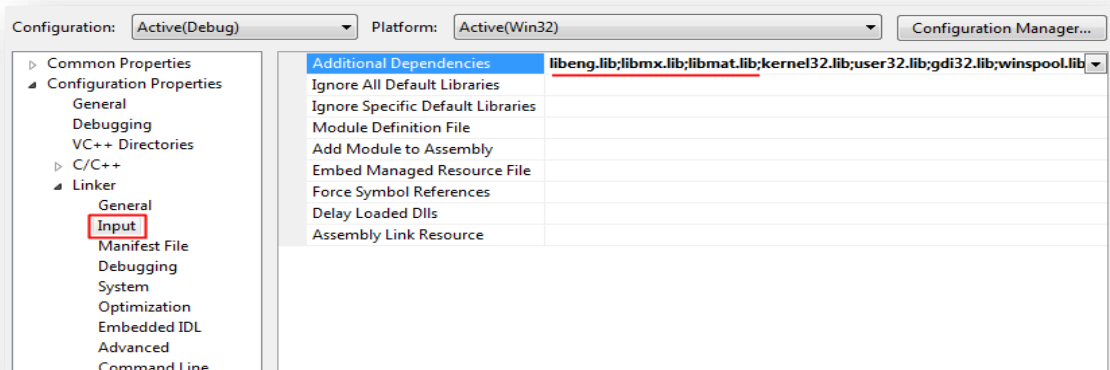 Configuration: Active(Debug) Platform: Active(Win32) Configuration Manager...
Common Properties
Configuration Properties
General
Debugging
VC++ Directories
C/C++
Linker
General
Input
Manifest File
Debugging
System
Optimization
Embedded IDL
Advanced
Command Line
Additional Dependencies libeng.lib;libmx.lib;libmat.lib;kernel32.lib;user32.lib;gdi32.lib;winspool.lib
Ignore All Default Libraries
Ignore Specific Default Libraries
Module Definition File
Add Module to Assembly
Embed Managed Resource File
Force Symbol References
Delay Loaded Dlls
Assembly Link Resource